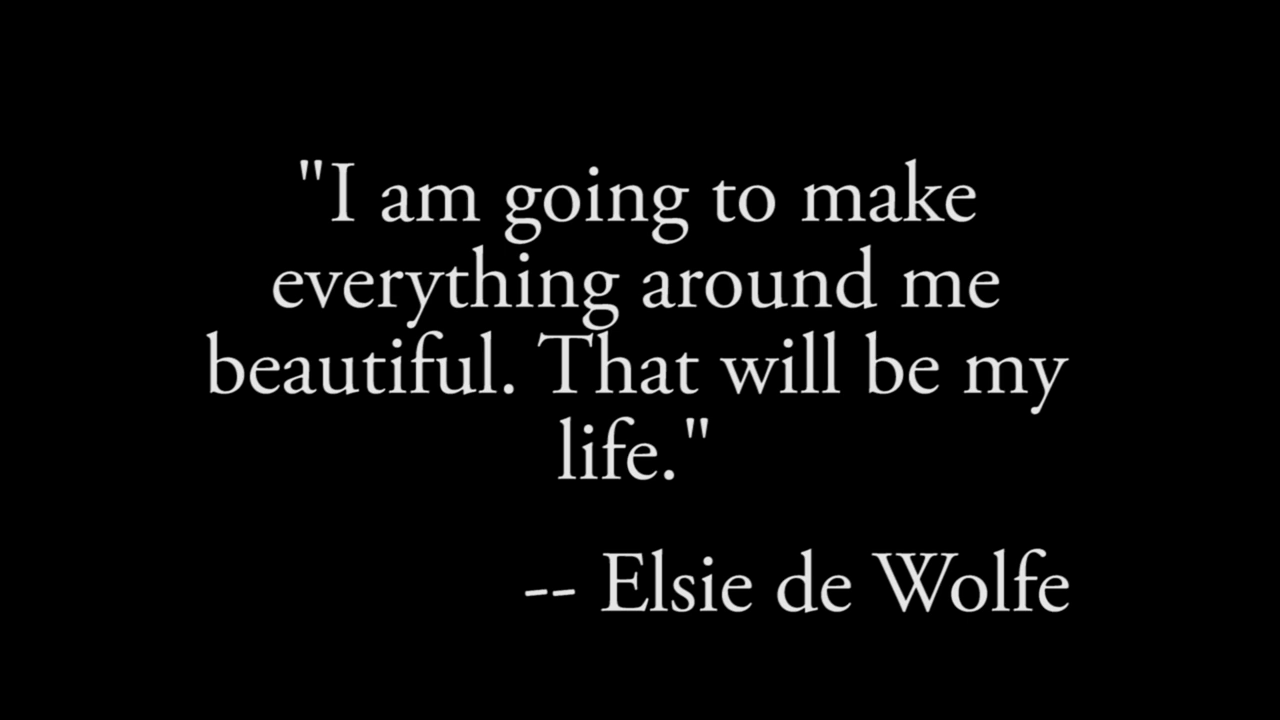 "I am going to make
everything around me
beautiful. That will be my
life."
-- Elsie de Wolfe